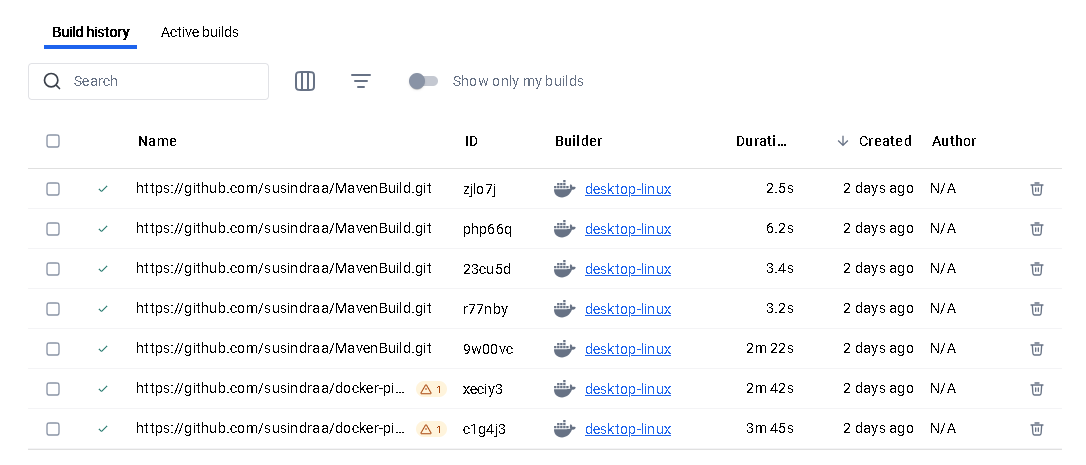 Build history Active builds
Search Show only my builds
Name ID Builder Durati... Created Author
https://github.com/susindraa/MavenBuild.git zjlo7j desktop-linux 2.5s 2 days ago N/A
https://github.com/susindraa/MavenBuild.git php66q desktop-linux 6.2s 2 days ago N/A
https://github.com/susindraa/MavenBuild.git 23cu5d desktop-linux 3.4s 2 days ago N/A
https://github.com/susindraa/MavenBuild.git r77nby desktop-linux 3.2s 2 days ago N/A
https://github.com/susindraa/MavenBuild.git 9w00vc desktop-linux 2m 22s 2 days ago N/A
https://github.com/susindraa/docker-pi... 1 xeciy3 desktop-linux 2m 42s 2 days ago N/A
https://github.com/susindraa/docker-pi... 1 c1g4j3 desktop-linux 3m 45s 2 days ago N/A